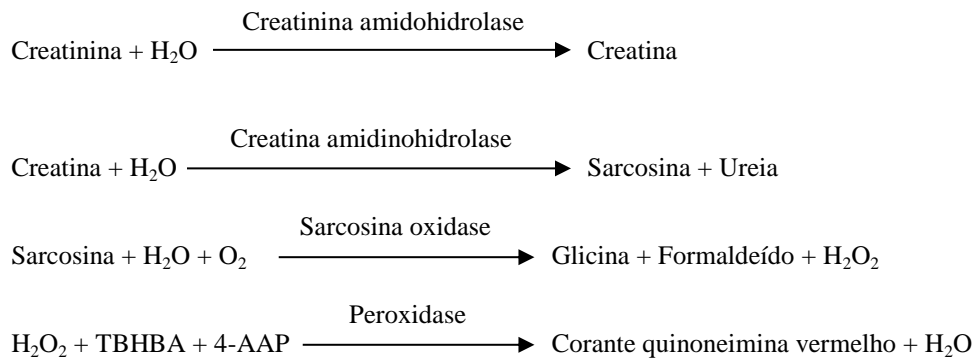 Creatinina amidohidrolase
Creatinina + H₂O Creatina
Creatina amidinohidrolase
Creatina + H₂O Sarcosina + Ureia
Sarcosina oxidase
Sarcosina + H₂O + O₂ Glicina + Formaldeído + H₂O₂
Peroxidase
H₂O₂ + TBHBA + 4-AAP Corante quinoneimina vermelho + H₂O